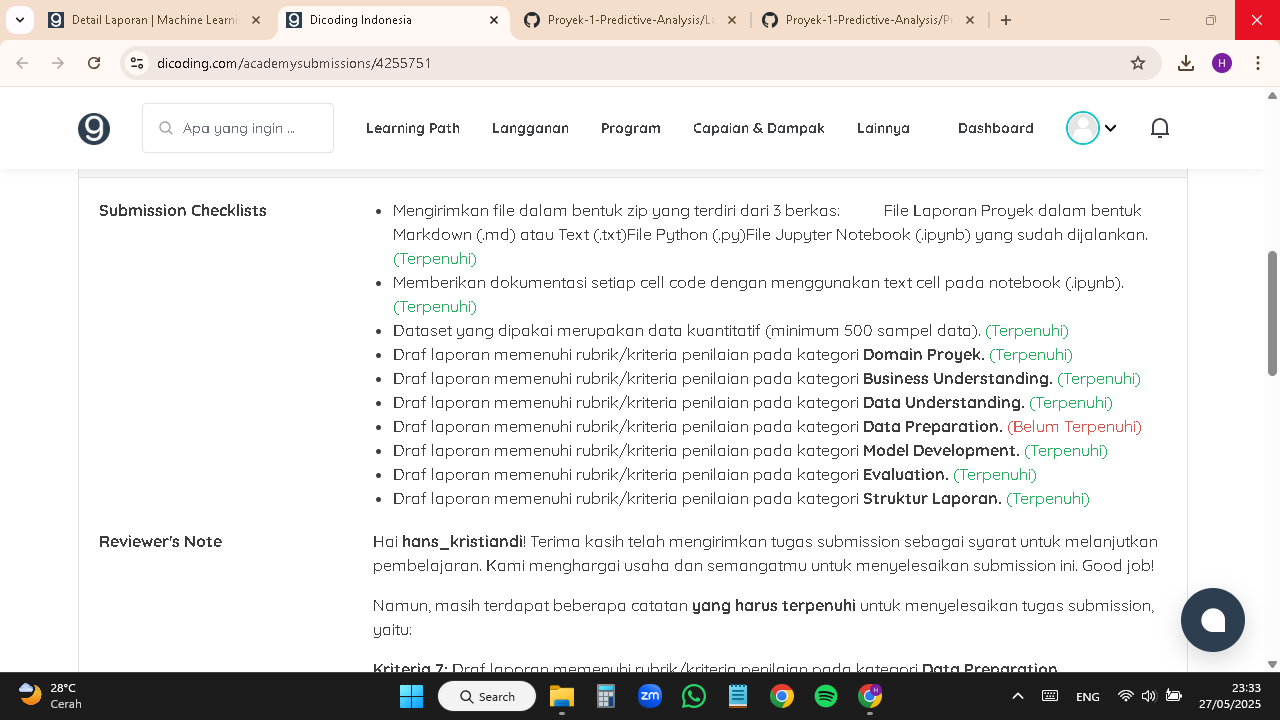 Detail Laporan | Machine Learni
Dicoding Indonesia
Proyek-1-Predictive-Analysis/La
Proyek-1-Predictive-Analysis/P
dicoding.com/academysubmissions/4255751
H
Apa yang ingin ...
Learning Path
Langganan
Program
Capaian & Dampak
Lainnya
Dashboard
Submission Checklists
Mengirimkan file dalam bentuk zip yang terdiri dari 3 berkas: File Laporan Proyek dalam bentuk
Markdown (.md) atau Text (.txt)File Python (.py)File Jupyter Notebook (.ipynb) yang sudah dijalankan.
(Terpenuhi)
Memberikan dokumentasi setiap cell code dengan menggunakan text cell pada notebook (.ipynb).
(Terpenuhi)
Dataset yang dipakai merupakan data kuantitatif (minimum 500 sampel data). (Terpenuhi)
Draf laporan memenuhi rubrik/kriteria penilaian pada kategori Domain Proyek. (Terpenuhi)
Draf laporan memenuhi rubrik/kriteria penilaian pada kategori Business Understanding. (Terpenuhi)
Draf laporan memenuhi rubrik/kriteria penilaian pada kategori Data Understanding. (Terpenuhi)
Draf laporan memenuhi rubrik/kriteria penilaian pada kategori Data Preparation. (Belum Terpenuhi)
Draf laporan memenuhi rubrik/kriteria penilaian pada kategori Model Development. (Terpenuhi)
Draf laporan memenuhi rubrik/kriteria penilaian pada kategori Evaluation. (Terpenuhi)
Draf laporan memenuhi rubrik/kriteria penilaian pada kategori Struktur Laporan. (Terpenuhi)
Reviewer's Note
Hai hans_kristiandi! Terima kasih telah mengirimkan tugas submission sebagai syarat untuk melanjutkan
pembelajaran. Kami menghargai usaha dan semangatmu untuk menyelesaikan submission ini. Good job!
Namun, masih terdapat beberapa catatan yang harus terpenuhi untuk menyelesaikan tugas submission,
yaitu:
Kriteria 7: Draf laporan memenuhi rubrik/kriteria penilaian pada kategori Data Preparation
28°C
Cerah
Search
zm
H
ENG
23:33
27/05/2025